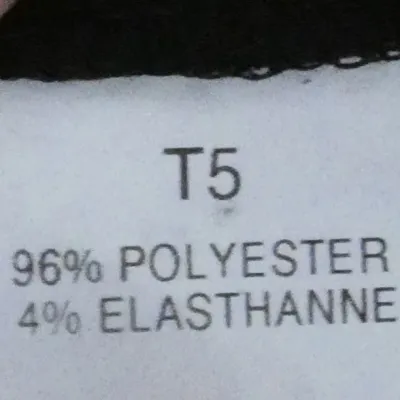 T5
96% POLYESTER
4% ELASTHANNE